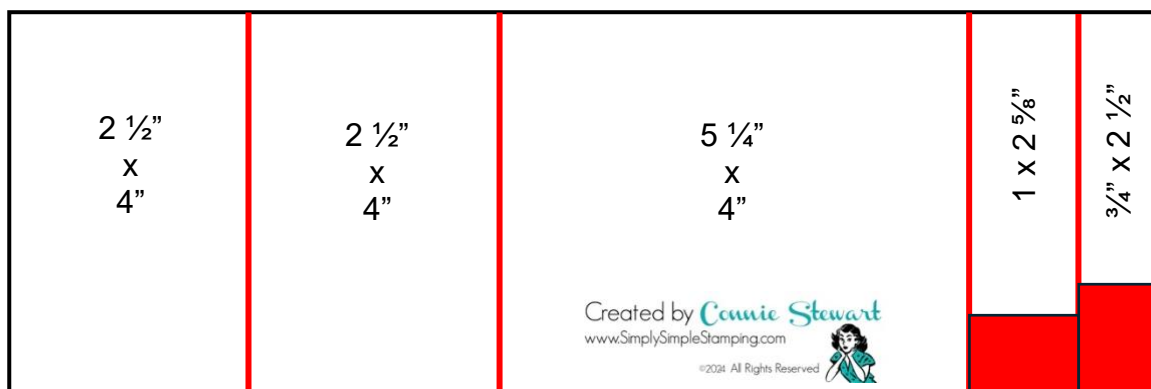 2 ½”
x
4”
2 ½”
x
4”
5 ¼”
x
4”
1 x 2 ⅝”
¾” x 2 ½”
Created by Connie Stewart
www.SimplySimpleStamping.com
©2024 All Rights Reserved